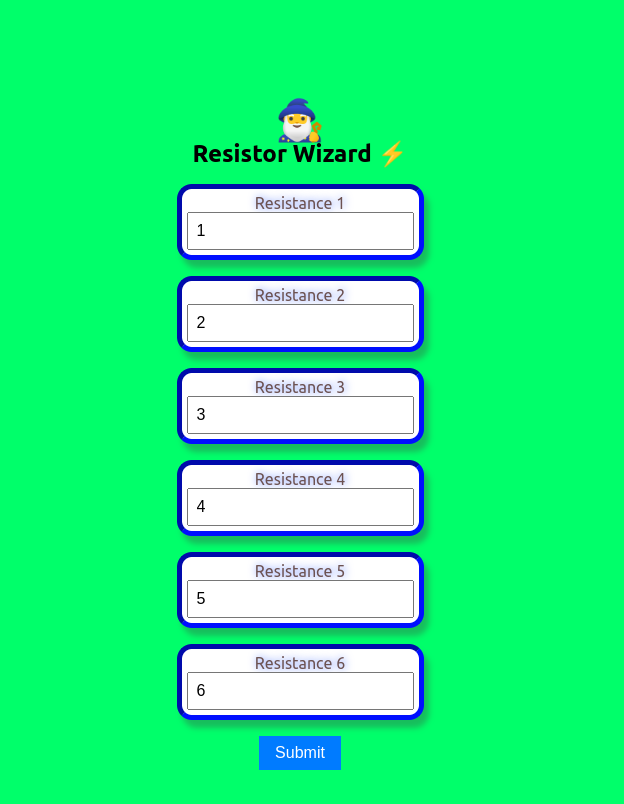 Resistor Wizard ⚡
Resistance 1
1
Resistance 2
2
Resistance 3
3
Resistance 4
4
Resistance 5
5
Resistance 6
6
Submit